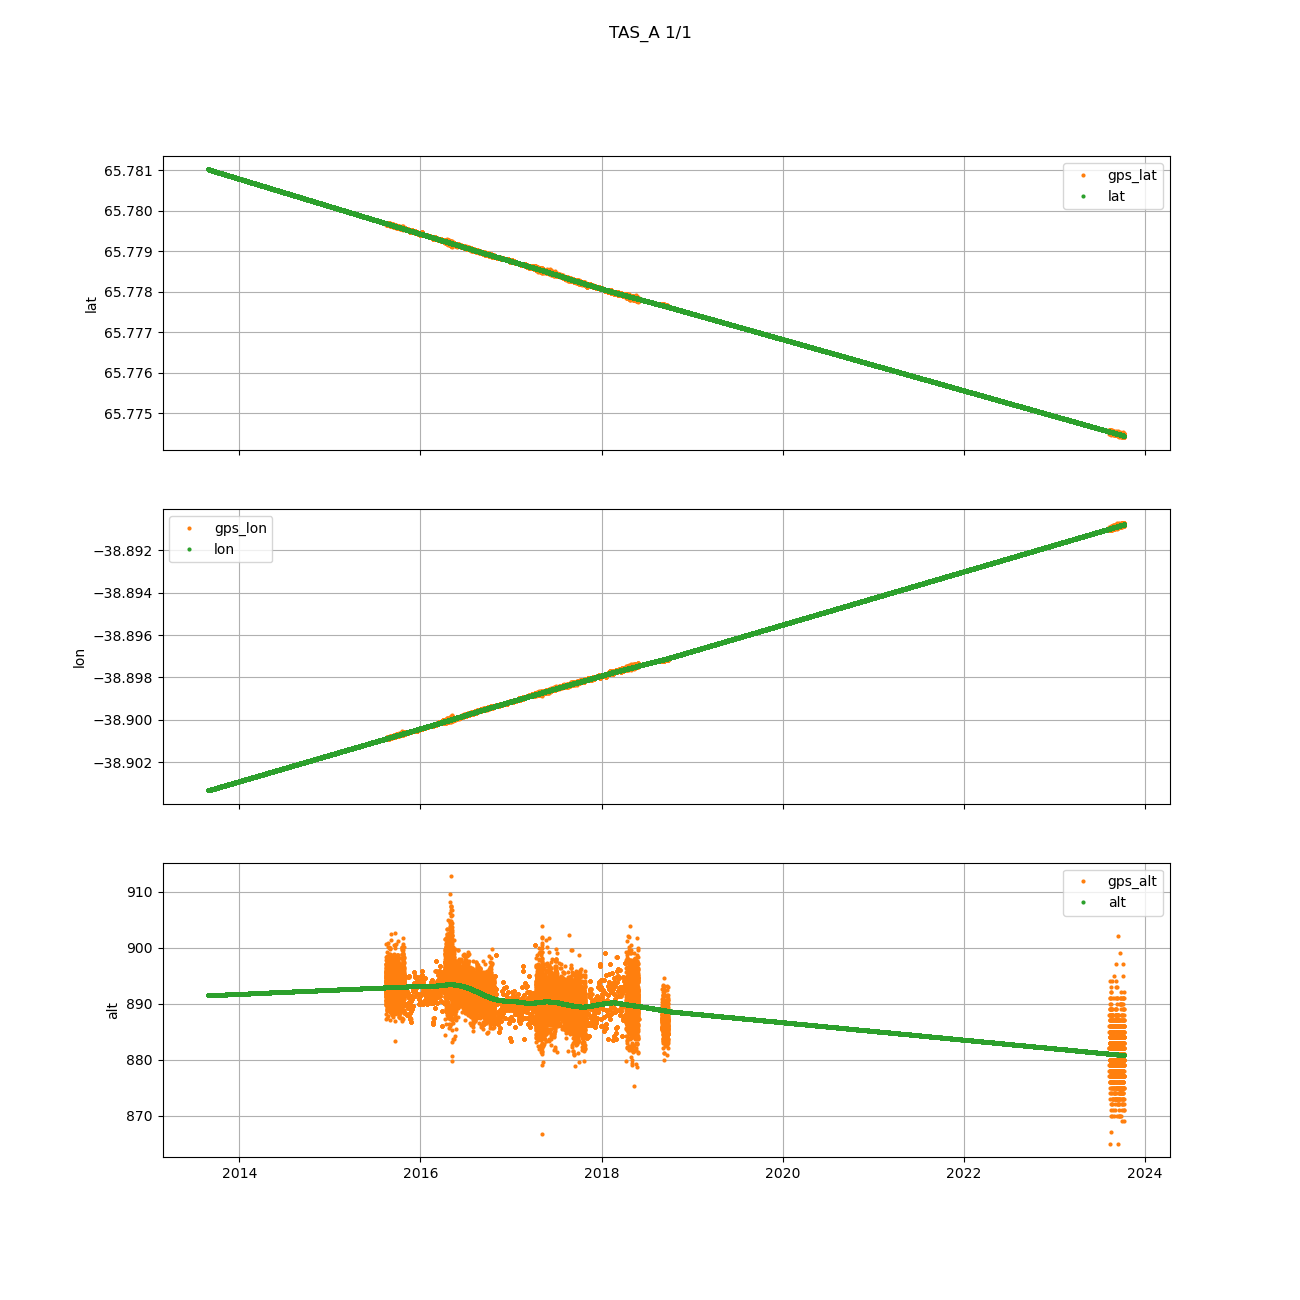 TAS_A 1/1
65.781
65.780
65.779
65.778
65.777
65.776
65.775
lat
gps_lat
lat
−38.892
−38.894
−38.896
−38.898
−38.900
−38.902
lon
gps_lon
lon
910
900
890
880
870
alt
gps_alt
alt
2014 2016 2018 2020 2022 2024